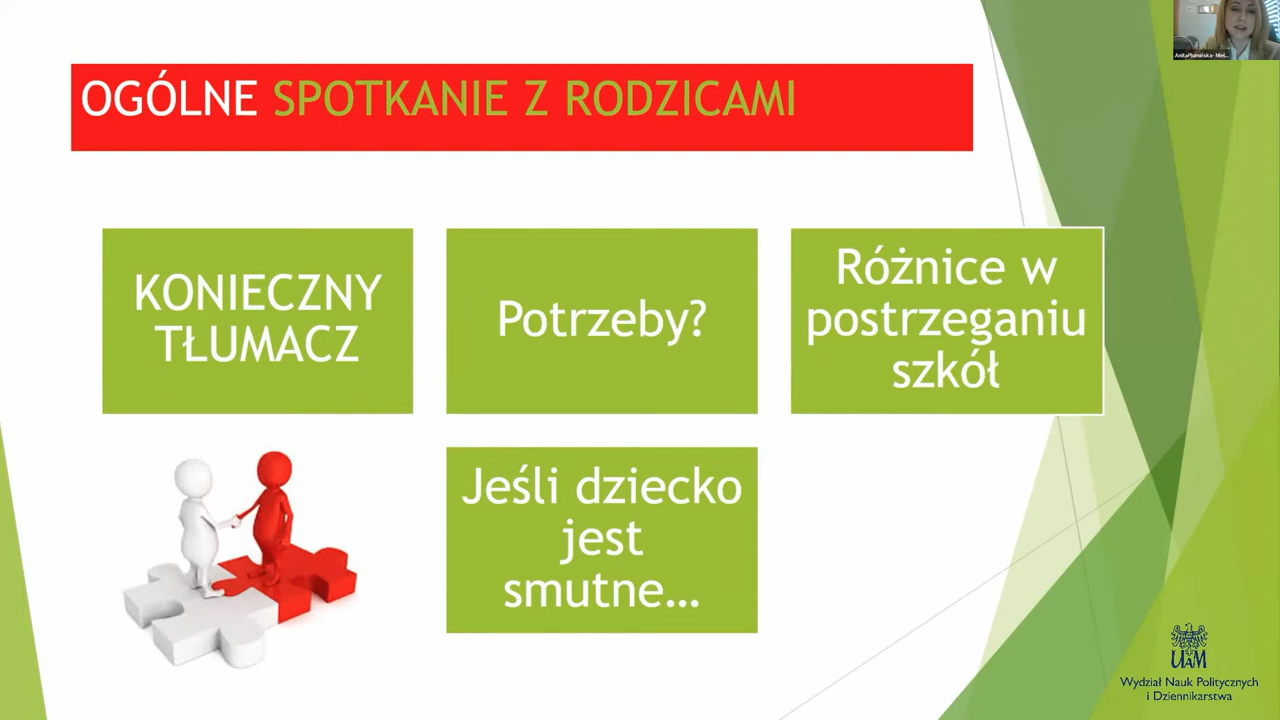 OGÓLNE SPOTKANIE Z RODZICAMI
KONIECZNY
TŁUMACZ
Potrzeby?
Różnice w
postrzeganiu
szkół
Jeśli dziecko
jest
smutne…
UAM
Wydział Nauk Politycznych
i Dziennikarstwa